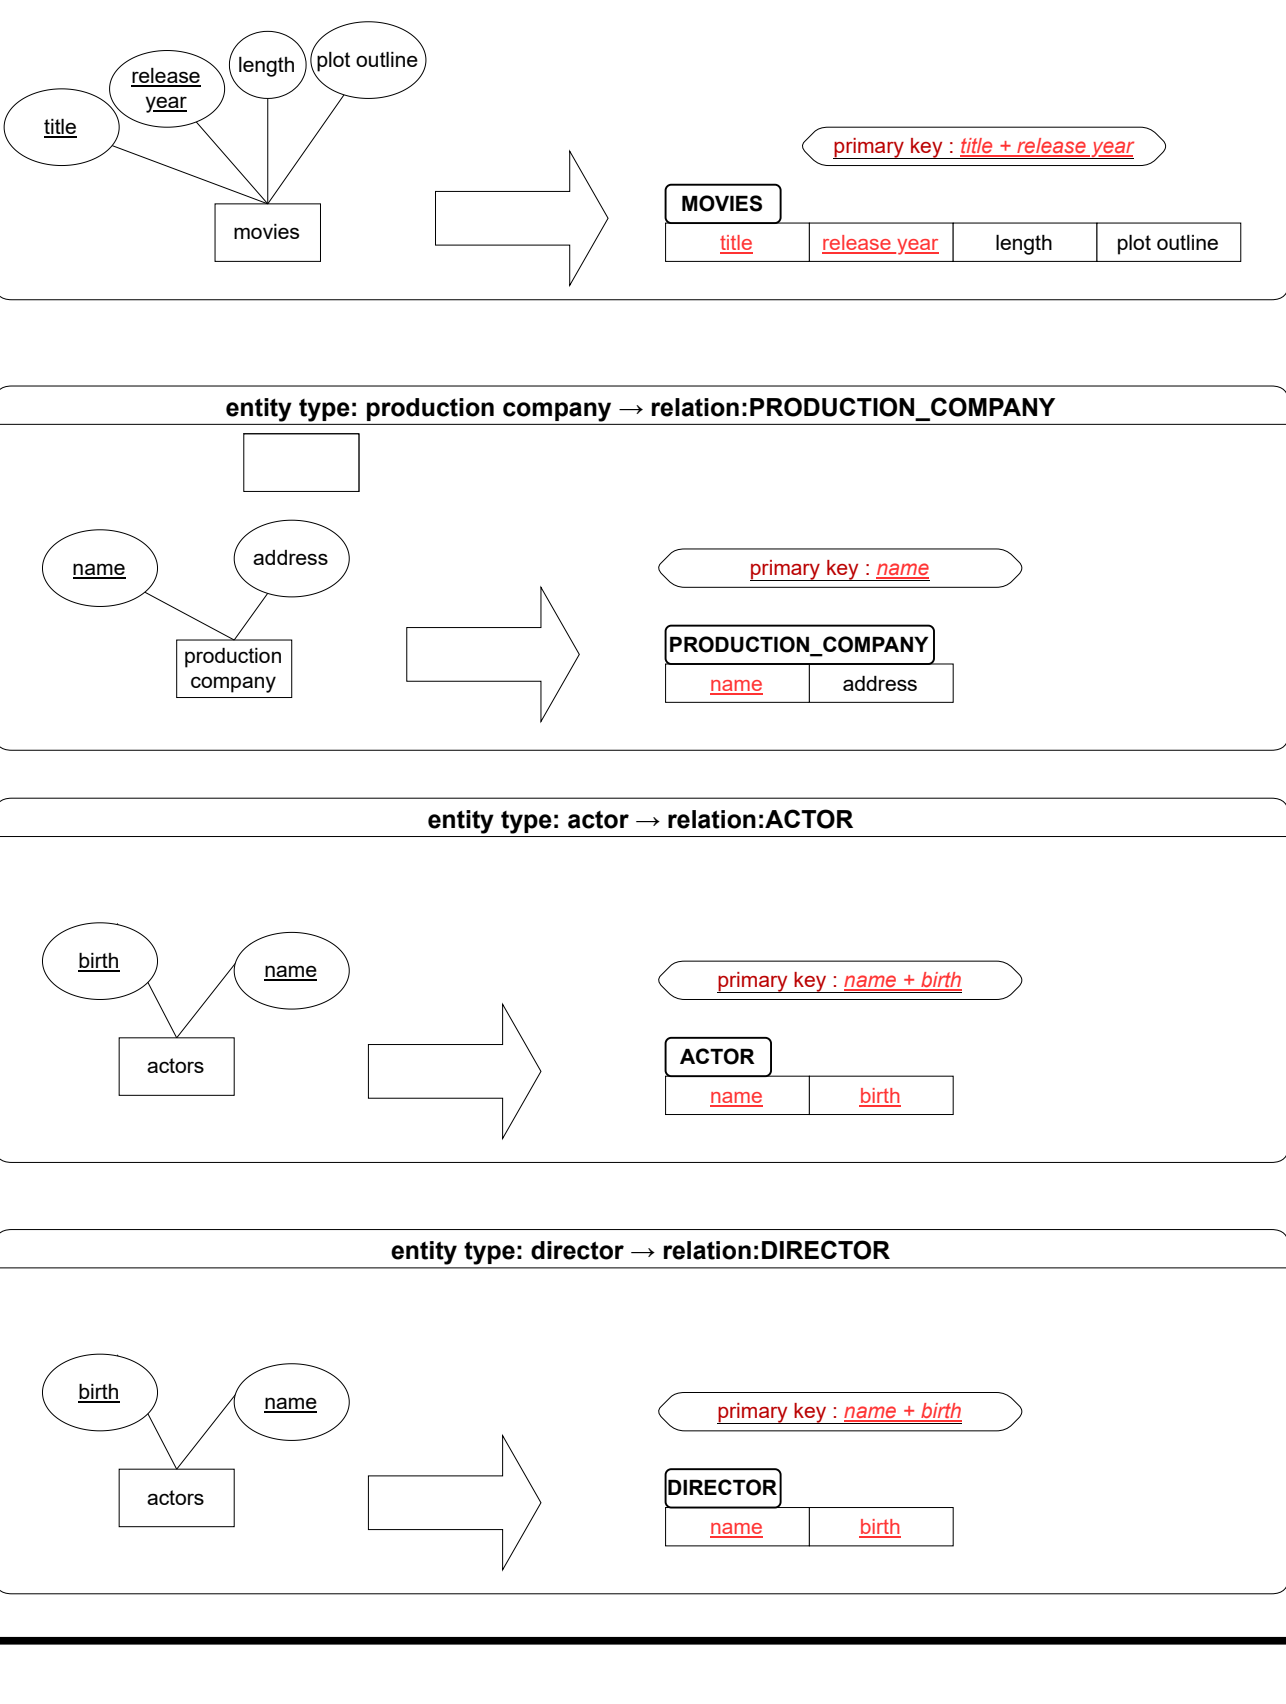 plot outline
length
release
year
title
primary key : title + release year
MOVIES
movies
title
release year
length
plot outline
entity type: production company → relation:PRODUCTION_COMPANY
name
address
primary key : name
production
company
PRODUCTION_COMPANY
name
address
entity type: actor → relation:ACTOR
birth
name
primary key : name + birth
actors
ACTOR
name
birth
entity type: director → relation:DIRECTOR
birth
name
primary key : name + birth
actors
DIRECTOR
name
birth